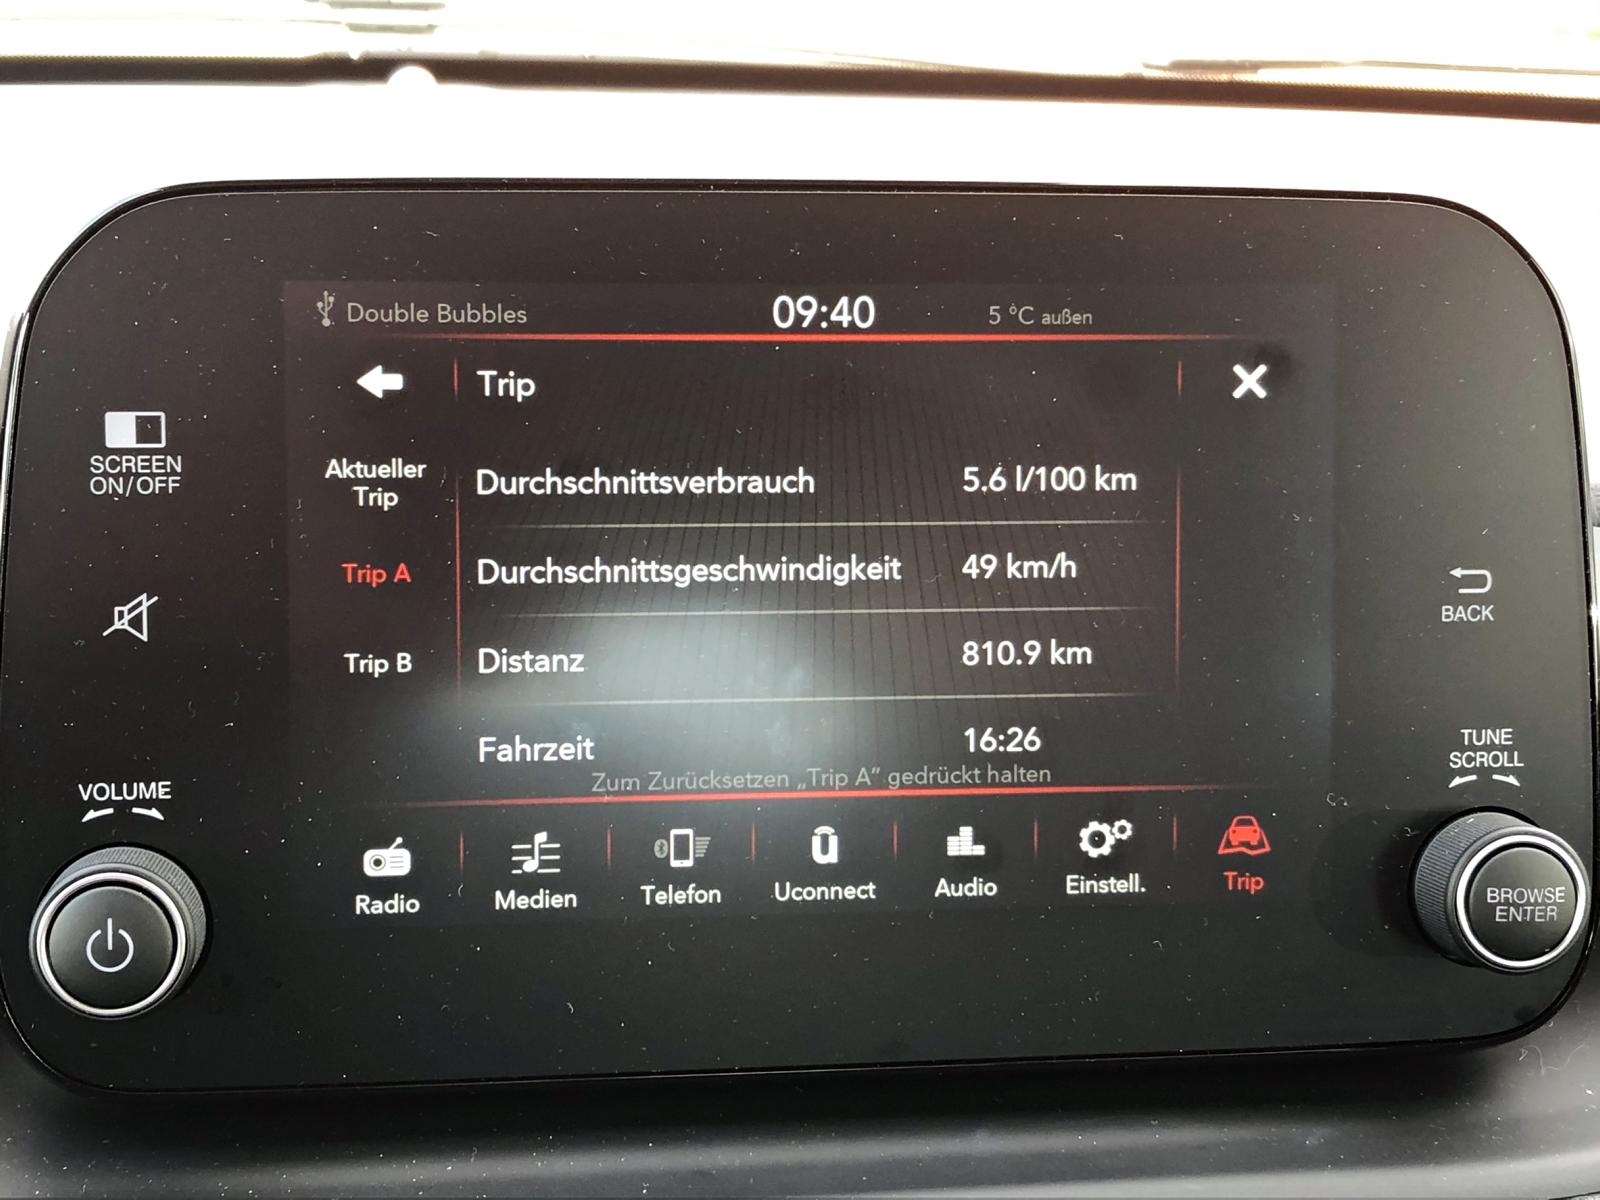 Double Bubbles 09:40 5 °C außen
Trip
SCREEN
ON/OFF
Aktueller
Trip
Durchschnittsverbrauch 5.6 l/100 km
Trip A
Durchschnittsgeschwindigkeit 49 km/h
Trip B
Distanz 810.9 km
Fahrzeit 16:26
Zum Zurücksetzen „Trip A“ gedrückt halten
BACK
TUNE
SCROLL
VOLUME
Radio Medien Telefon Uconnect Audio Einstell. Trip
BROWSE
ENTER